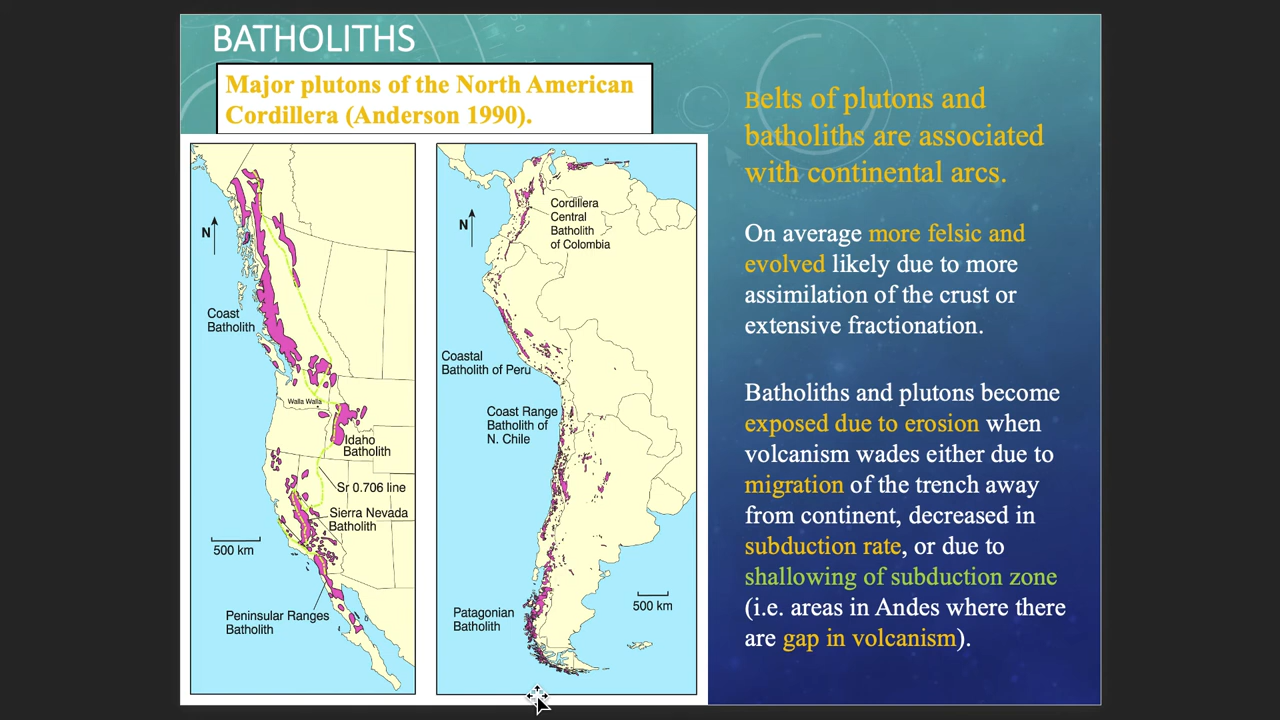 BATHOLITHS
Major plutons of the North American
Cordillera (Anderson 1990).
N
Coast
Batholith
Walla Walla
Idaho
Batholith
Sr 0.706 line
Sierra Nevada
Batholith
500 km
Peninsular Ranges
Batholith
N
Cordillera
Central
Batholith
of Colombia
Coastal
Batholith of Peru
Coast Range
Batholith of
N. Chile
500 km
Patagonian
Batholith
Belts of plutons and
batholiths are associated
with continental arcs.
On average more felsic and
evolved likely due to more
assimilation of the crust or
extensive fractionation.
Batholiths and plutons become
exposed due to erosion when
volcanism wades either due to
migration of the trench away
from continent, decreased in
subduction rate, or due to
shallowing of subduction zone
(i.e. areas in Andes where there
are gap in volcanism).